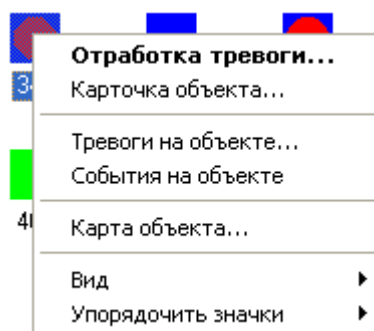 Отработка тревоги...
Карточка объекта...
Тревоги на объекте...
События на объекте
Карта объекта...
Вид
Упорядочить значки